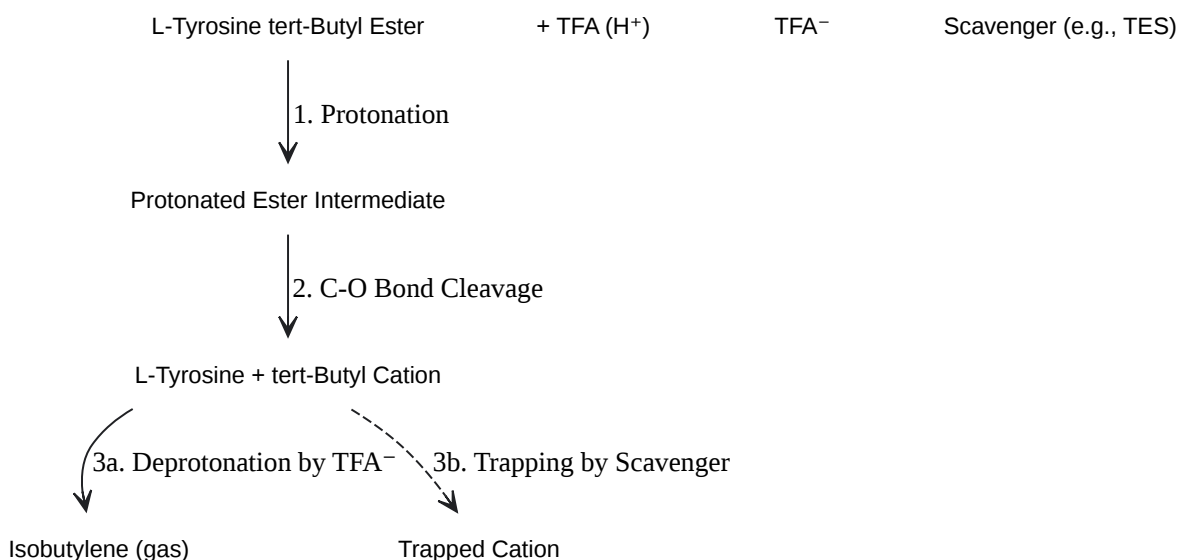 L-Tyrosine tert-Butyl Ester + TFA (H⁺) TFA⁻ Scavenger (e.g., TES)
1. Protonation
Protonated Ester Intermediate
2. C-O Bond Cleavage
L-Tyrosine + tert-Butyl Cation
3a. Deprotonation by TFA⁻ 3b. Trapping by Scavenger
Isobutylene (gas) Trapped Cation